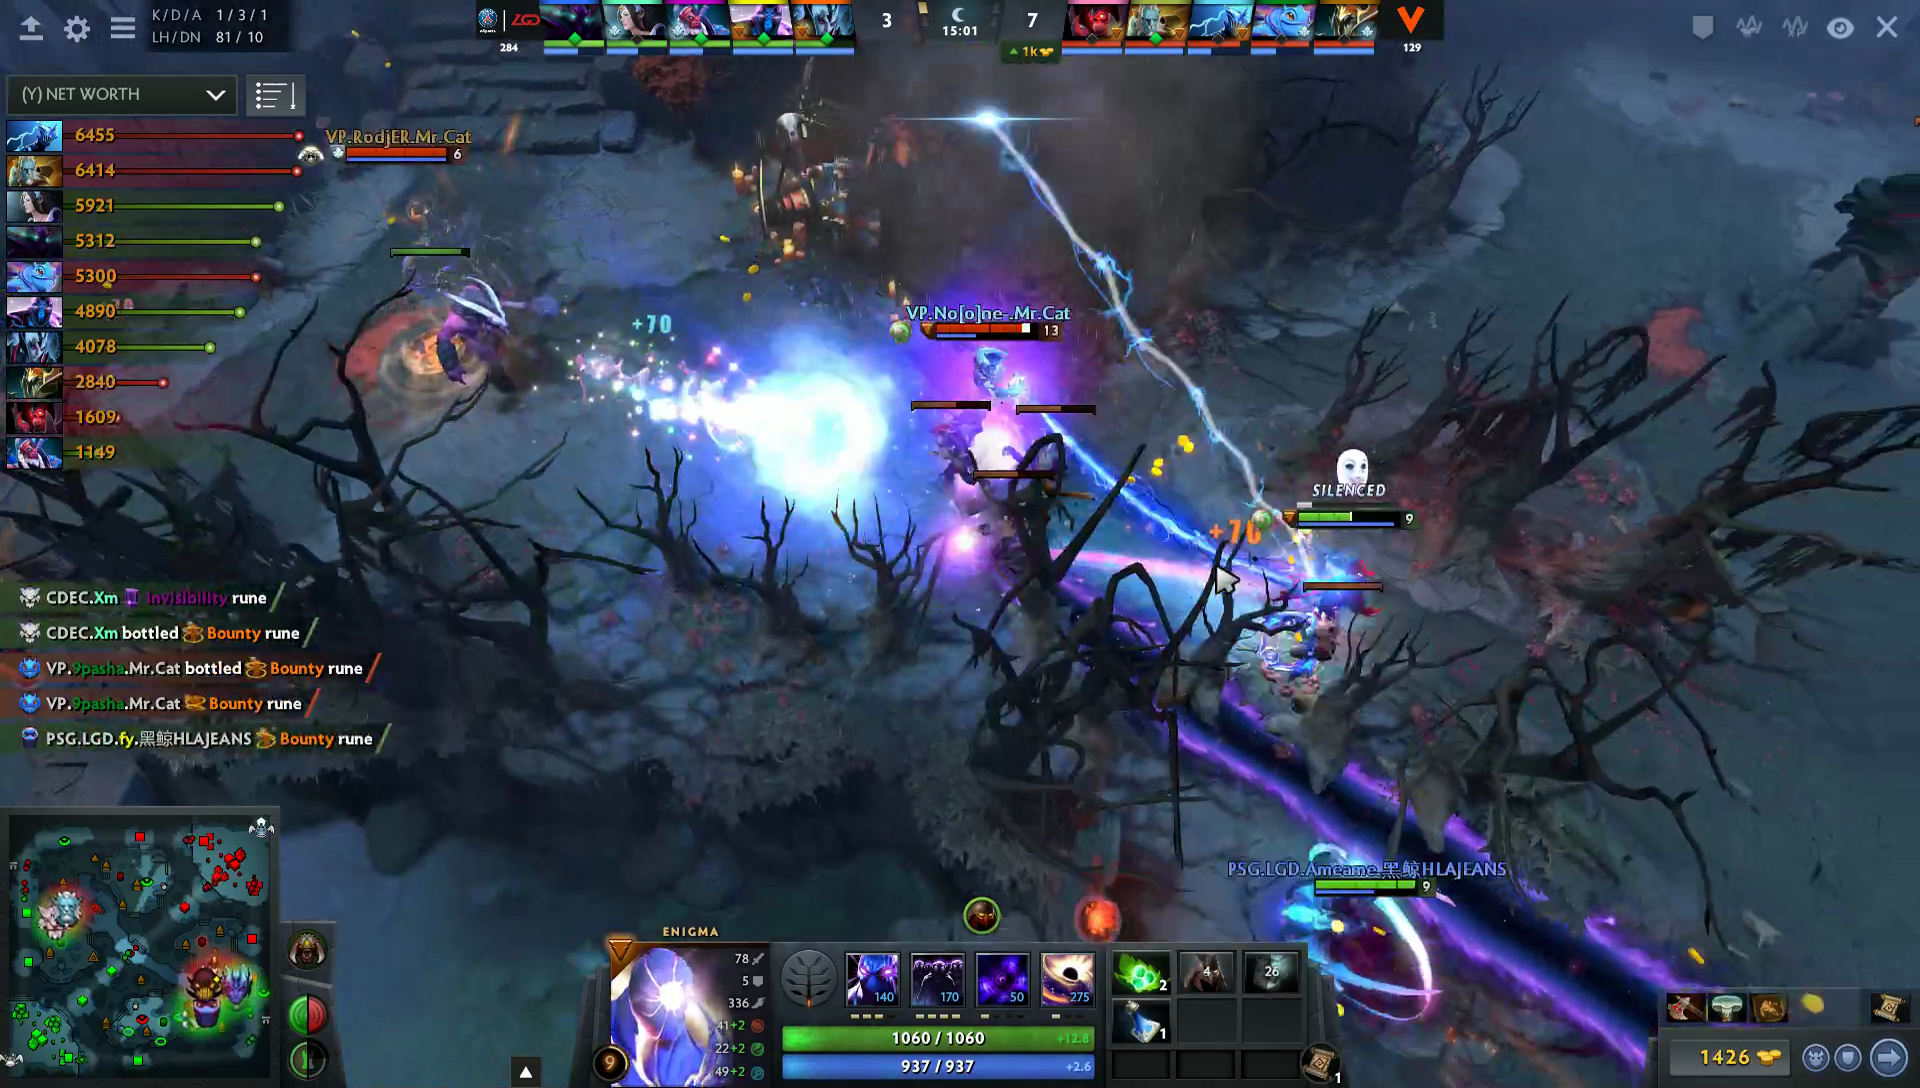 K/D/A 1/3/1
LH/DN 81/10
LGD
284
3
15:01
7
1k
129
(Y) NET WORTH
6455
6414
5921
5312
5300
4890
4078
2840
1609
1149
VP.RodjER.Mr.Cat
6
+70
VP.No[o]ne-.Mr.Cat
13
SILENCED
9
+70
CDEC.Xm Invisibility rune
CDEC.Xm bottled Bounty rune
VP.9pasha.Mr.Cat bottled Bounty rune
VP.9pasha.Mr.Cat Bounty rune
PSG.LGD.fy.黑鲸HLAJEANS Bounty rune
PSG.LGD.Ameame.黑鲸HLAJEANS
9
ENIGMA
78
5
336
41+2
22+2
49+2
9
140
170
50
275
1060 / 1060
+12.8
937 / 937
+2.6
2
4
26
1
1
1426